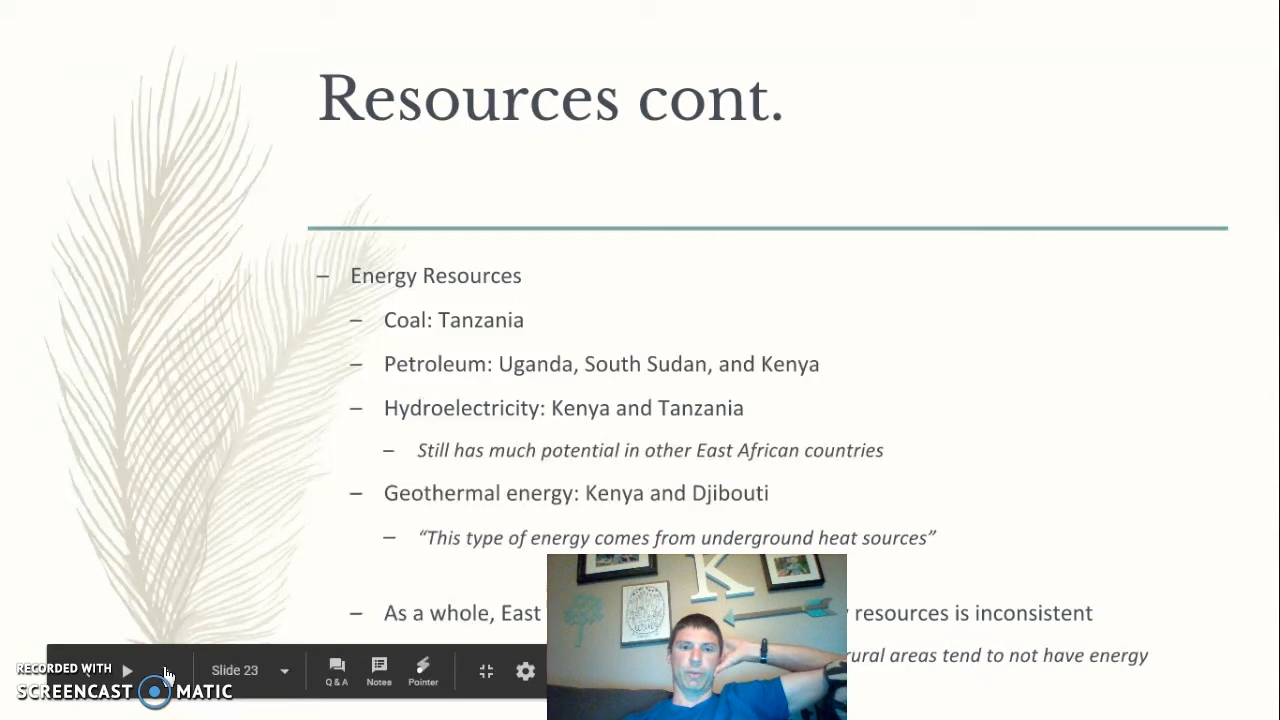 Resources cont.
– Energy Resources
– Coal: Tanzania
– Petroleum: Uganda, South Sudan, and Kenya
– Hydroelectricity: Kenya and Tanzania
– Still has much potential in other East African countries
– Geothermal energy: Kenya and Djibouti
– “This type of energy comes from underground heat sources”
– As a whole, East resources is inconsistent
rural areas tend to not have energy
RECORDED WITH
SCREENCAST MATIC
Slide 23
Q & A
Notes
Pointer
K